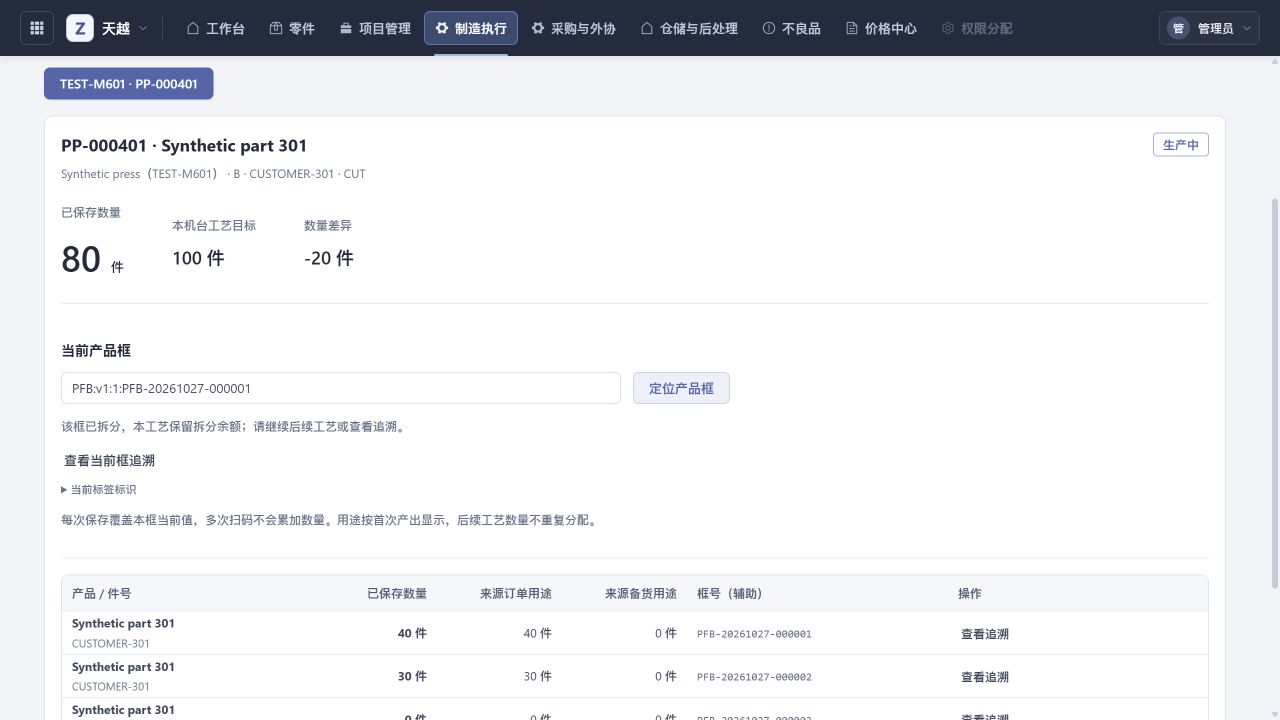 Z 天越 工作台 零件 项目管理 制造执行 采购与外协 仓储与后处理 不良品 价格中心 权限分配 管 管理员
TEST-M601 · PP-000401
PP-000401 · Synthetic part 301 生产中
Synthetic press（TEST-M601） · B · CUSTOMER-301 · CUT
已保存数量 本机台工艺目标 数量差异
80 件 100 件 -20 件
当前产品框
PFB:v1:1:PFB-20261027-000001 定位产品框
该框已拆分，本工艺保留拆分余额；请继续后续工艺或查看追溯。
查看当前框追溯
当前标签标识
每次保存覆盖本框当前值，多次扫码不会累加数量。用途按首次产出显示，后续工艺数量不重复分配。
产品 / 件号 已保存数量 来源订单用途 来源备货用途 框号（辅助） 操作
Synthetic part 301
CUSTOMER-301 40 件 40 件 0 件 PFB-20261027-000001 查看追溯
Synthetic part 301
CUSTOMER-301 30 件 30 件 0 件 PFB-20261027-000002 查看追溯
Synthetic part 301
0 件 0 件 0 件 查看追溯